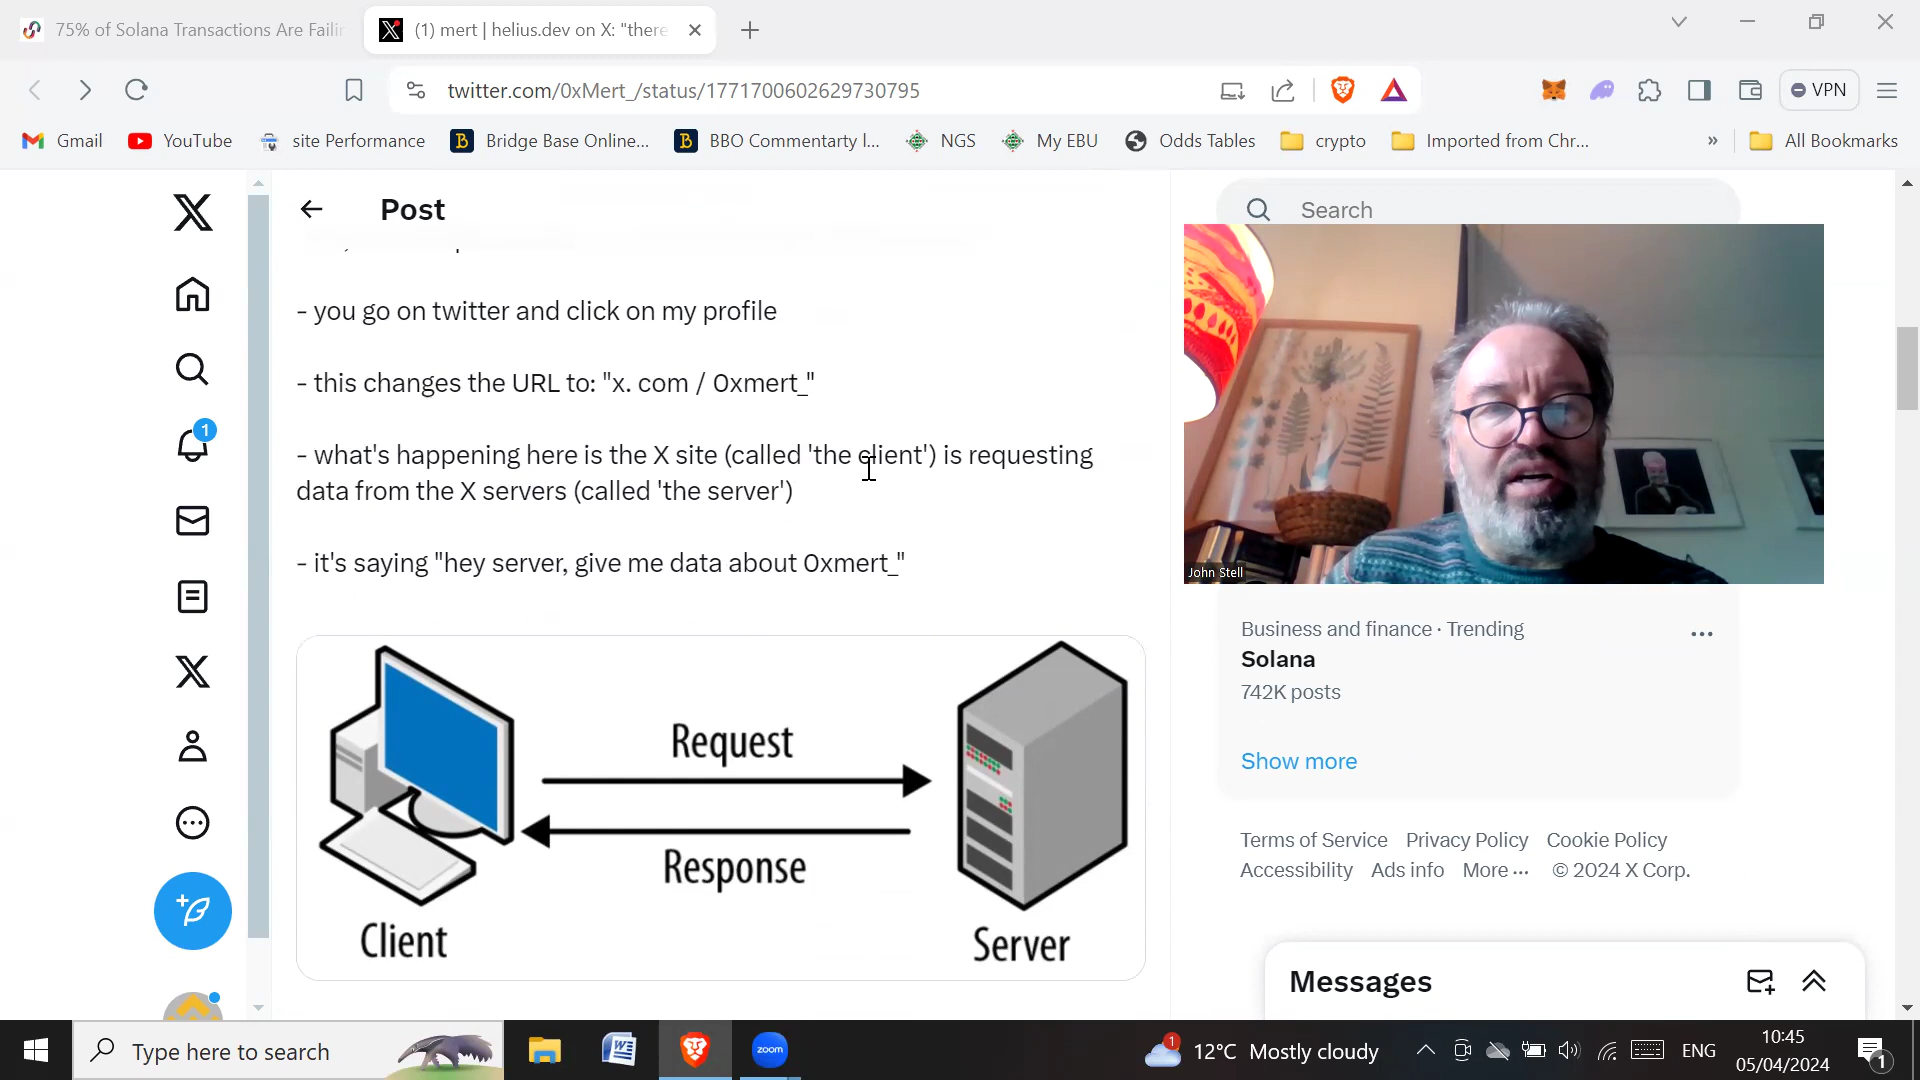 75% of Solana Transactions Are Failin
(1) mert | helius.dev on X: "there
twitter.com/0xMert_/status/1771700602629730795
VPN
Gmail
YouTube
site Performance
Bridge Base Online...
BBO Commentarty l...
NGS
My EBU
Odds Tables
crypto
Imported from Chr...
»
All Bookmarks
Post
Search
- you go on twitter and click on my profile
- this changes the URL to: "x. com / 0xmert_"
- what's happening here is the X site (called 'the client') is requesting
data from the X servers (called 'the server')
- it's saying "hey server, give me data about 0xmert_"
1
John Stell
Request
Response
Client
Server
Business and finance · Trending
Solana
742K posts
Show more
Terms of Service Privacy Policy Cookie Policy
Accessibility Ads info More ··· © 2024 X Corp.
Messages
Type here to search
zoom
1
12°C Mostly cloudy
ENG
10:45
05/04/2024
1